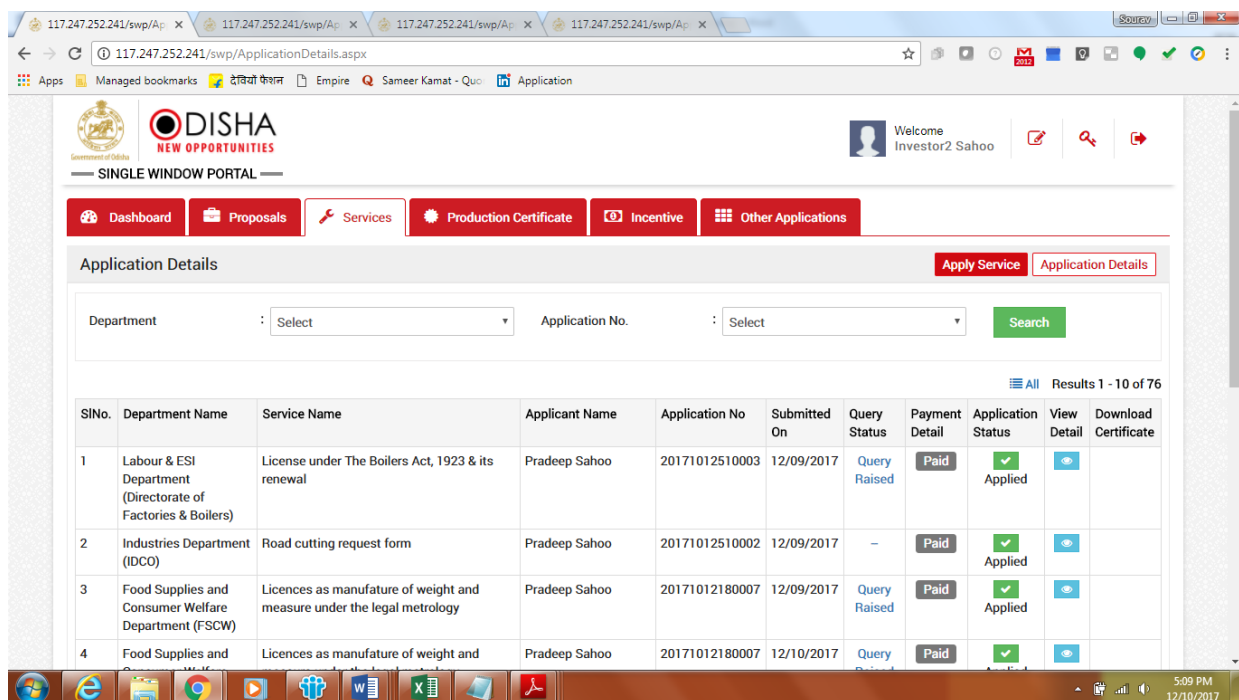 117.247.252.241/swp/Ap 117.247.252.241/swp/Ap 117.247.252.241/swp/Ap 117.247.252.241/swp/Ap Sourav
117.247.252.241/swp/ApplicationDetails.aspx
2012
Apps Managed bookmarks देवियों फैशन Empire Sameer Kamat - Quo Application
Government of Odisha
ODISHA
NEW OPPORTUNITIES
SINGLE WINDOW PORTAL
Welcome
Investor2 Sahoo
Dashboard Proposals Services Production Certificate Incentive Other Applications
Application Details Apply Service Application Details
Department : Select Application No. : Select Search
All Results 1 - 10 of 76
SlNo. Department Name Service Name Applicant Name Application No Submitted On Query Status Payment Detail Application Status View Detail Download Certificate
1 Labour & ESI Department (Directorate of Factories & Boilers) License under The Boilers Act, 1923 & its renewal Pradeep Sahoo 20171012510003 12/09/2017 Query Raised Paid Applied
2 Industries Department (IDCO) Road cutting request form Pradeep Sahoo 20171012510002 12/09/2017 – Paid Applied
3 Food Supplies and Consumer Welfare Department (FSCW) Licences as manufature of weight and measure under the legal metrology Pradeep Sahoo 20171012180007 12/09/2017 Query Raised Paid Applied
4 Food Supplies and Licences as manufature of weight and Pradeep Sahoo 20171012180007 12/10/2017 Query Paid
5:09 PM
12/10/2017